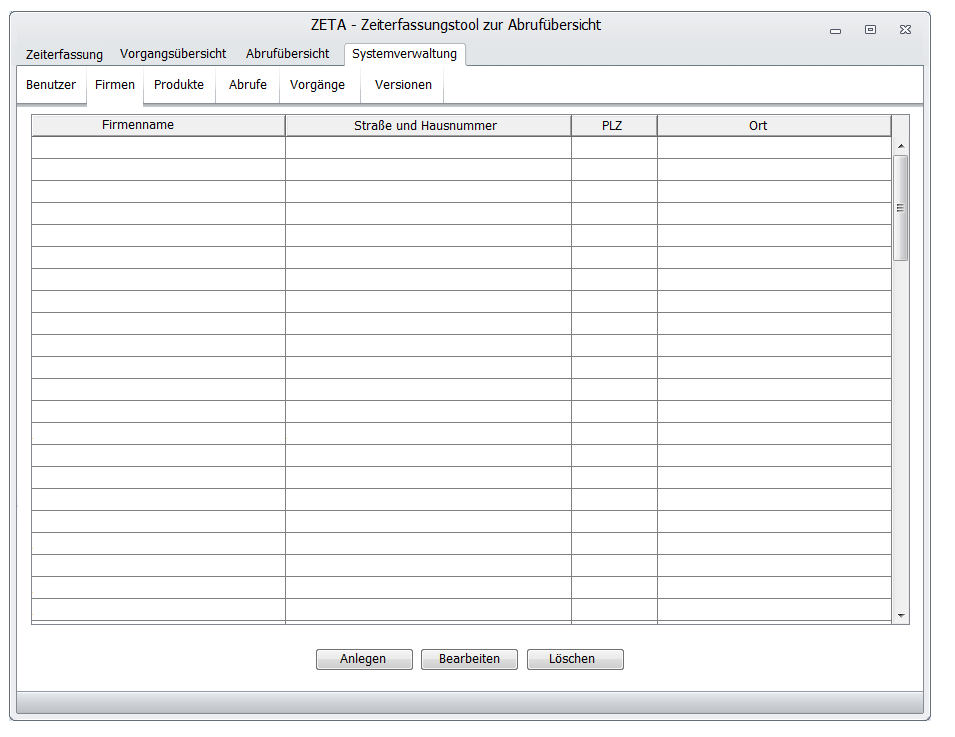 ZETA - Zeiterfassungstool zur Abrufübersicht
Zeiterfassung Vorgangsübersicht Abrufübersicht Systemverwaltung
Benutzer Firmen Produkte Abrufe Vorgänge Versionen
Firmenname Straße und Hausnummer PLZ Ort
Anlegen Bearbeiten Löschen